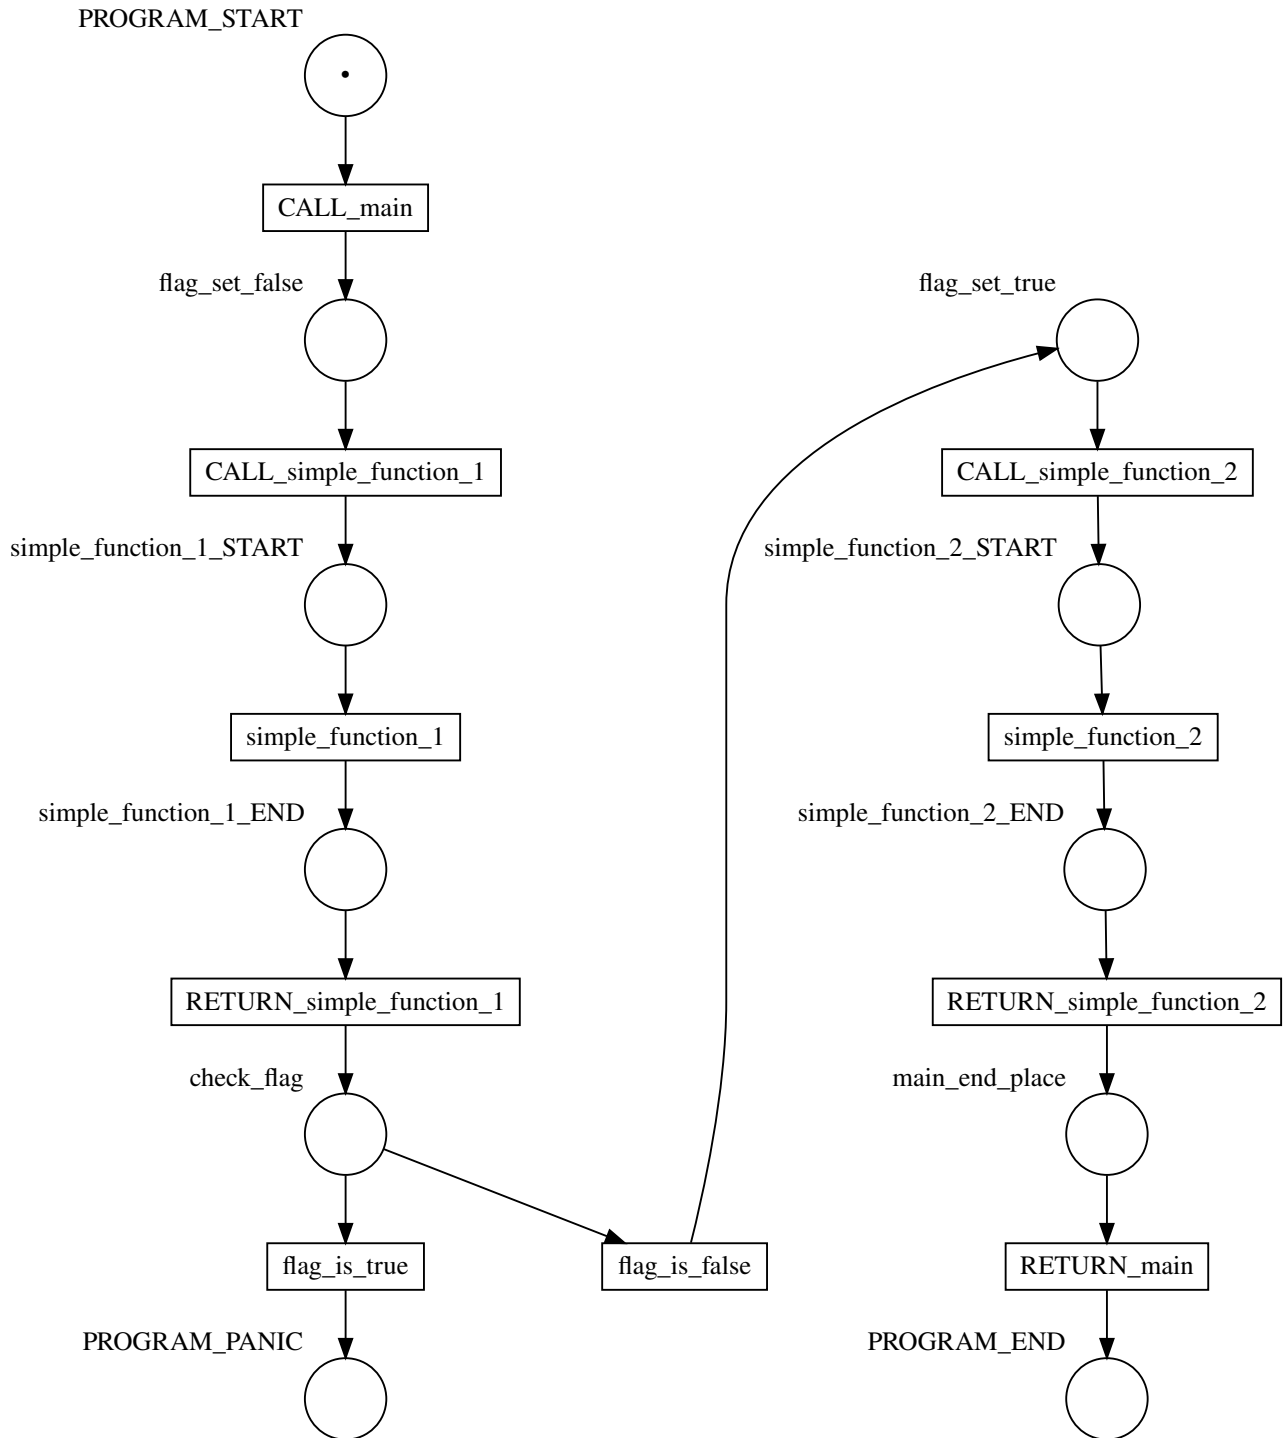 PROGRAM_START
CALL_main
flag_set_false
CALL_simple_function_1
simple_function_1_START
simple_function_1
simple_function_1_END
RETURN_simple_function_1
check_flag
flag_is_true
PROGRAM_PANIC
flag_is_false
flag_set_true
CALL_simple_function_2
simple_function_2_START
simple_function_2
simple_function_2_END
RETURN_simple_function_2
main_end_place
RETURN_main
PROGRAM_END